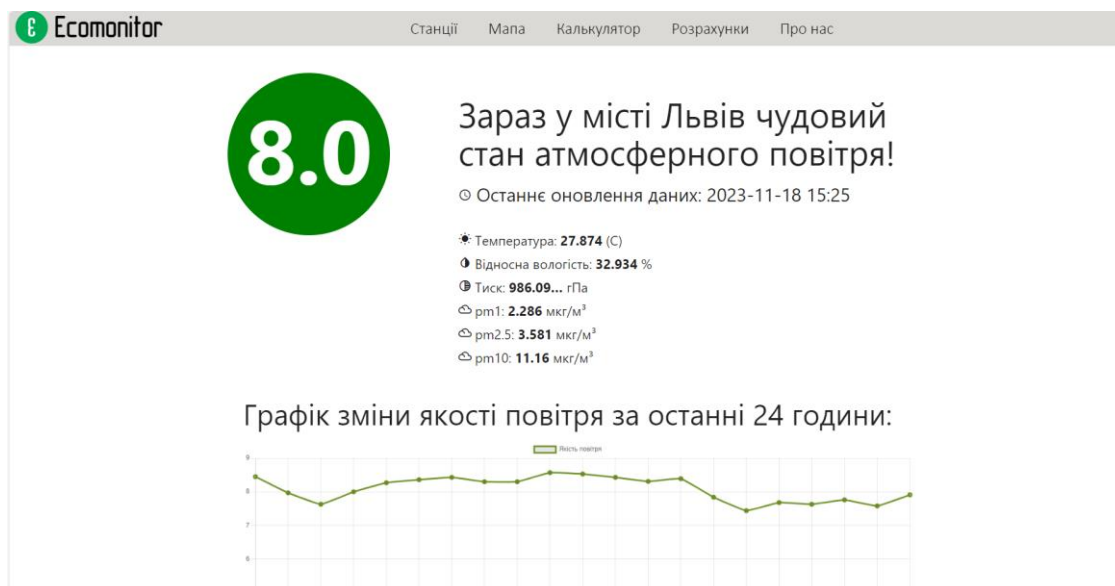 Ecomonitor
Станції Мапа Калькулятор Розрахунки Про нас
8.0
Зараз у місті Львів чудовий
стан атмосферного повітря!
Останнє оновлення даних: 2023-11-18 15:25
Температура: 27.874 (C)
Відносна вологість: 32.934 %
Тиск: 986.09... гПа
pm1: 2.286 мкг/м³
pm2.5: 3.581 мкг/м³
pm10: 11.16 мкг/м³
Графік зміни якості повітря за останні 24 години:
Якість повітря
9
8
7
6